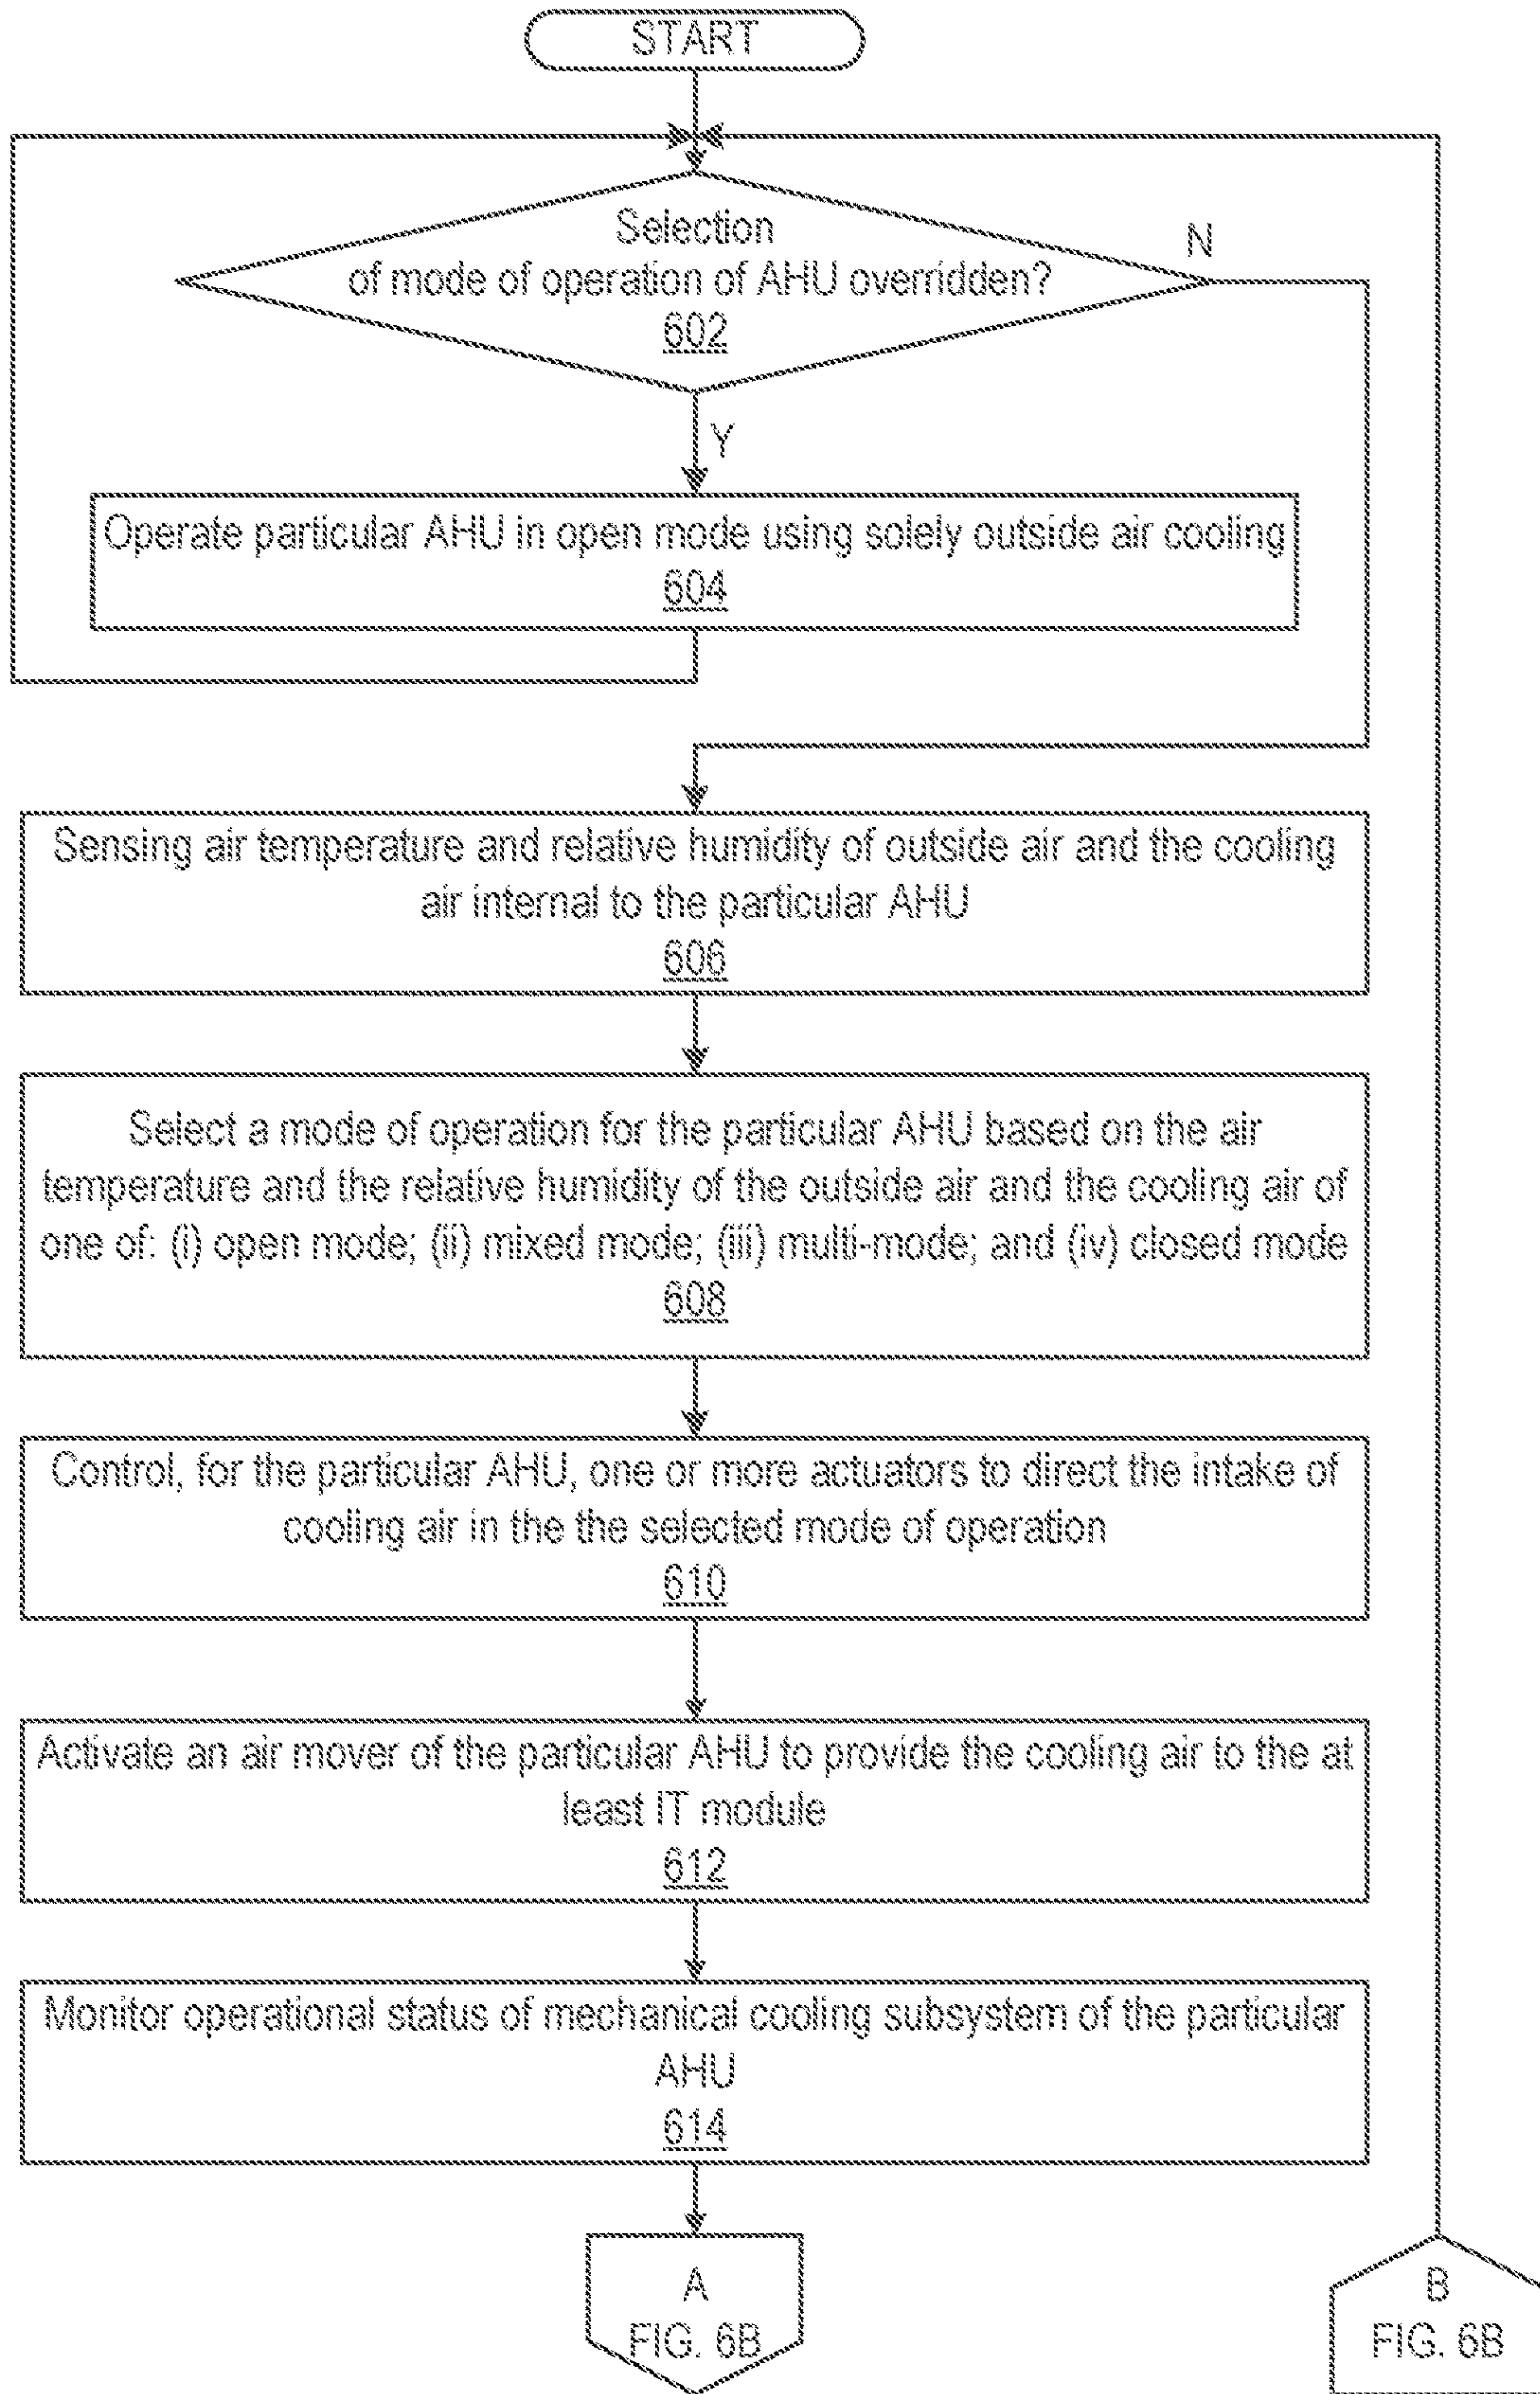 START
Selection
of mode of operation of AHU overridden?
602
N
Y
Operate particular AHU in open mode using solely outside air cooling
604
Sensing air temperature and relative humidity of outside air and the cooling
air internal to the particular AHU
606
Select a mode of operation for the particular AHU based on the air
temperature and the relative humidity of the outside air and the cooling air of
one of: (i) open mode; (ii) mixed mode; (iii) multi-mode; and (iv) closed mode
608
Control, for the particular AHU, one or more actuators to direct the intake of
cooling air in the the selected mode of operation
610
Activate an air mover of the particular AHU to provide the cooling air to the at
least IT module
612
Monitor operational status of mechanical cooling subsystem of the particular
AHU
614
A
FIG. 6B
B
FIG. 6B